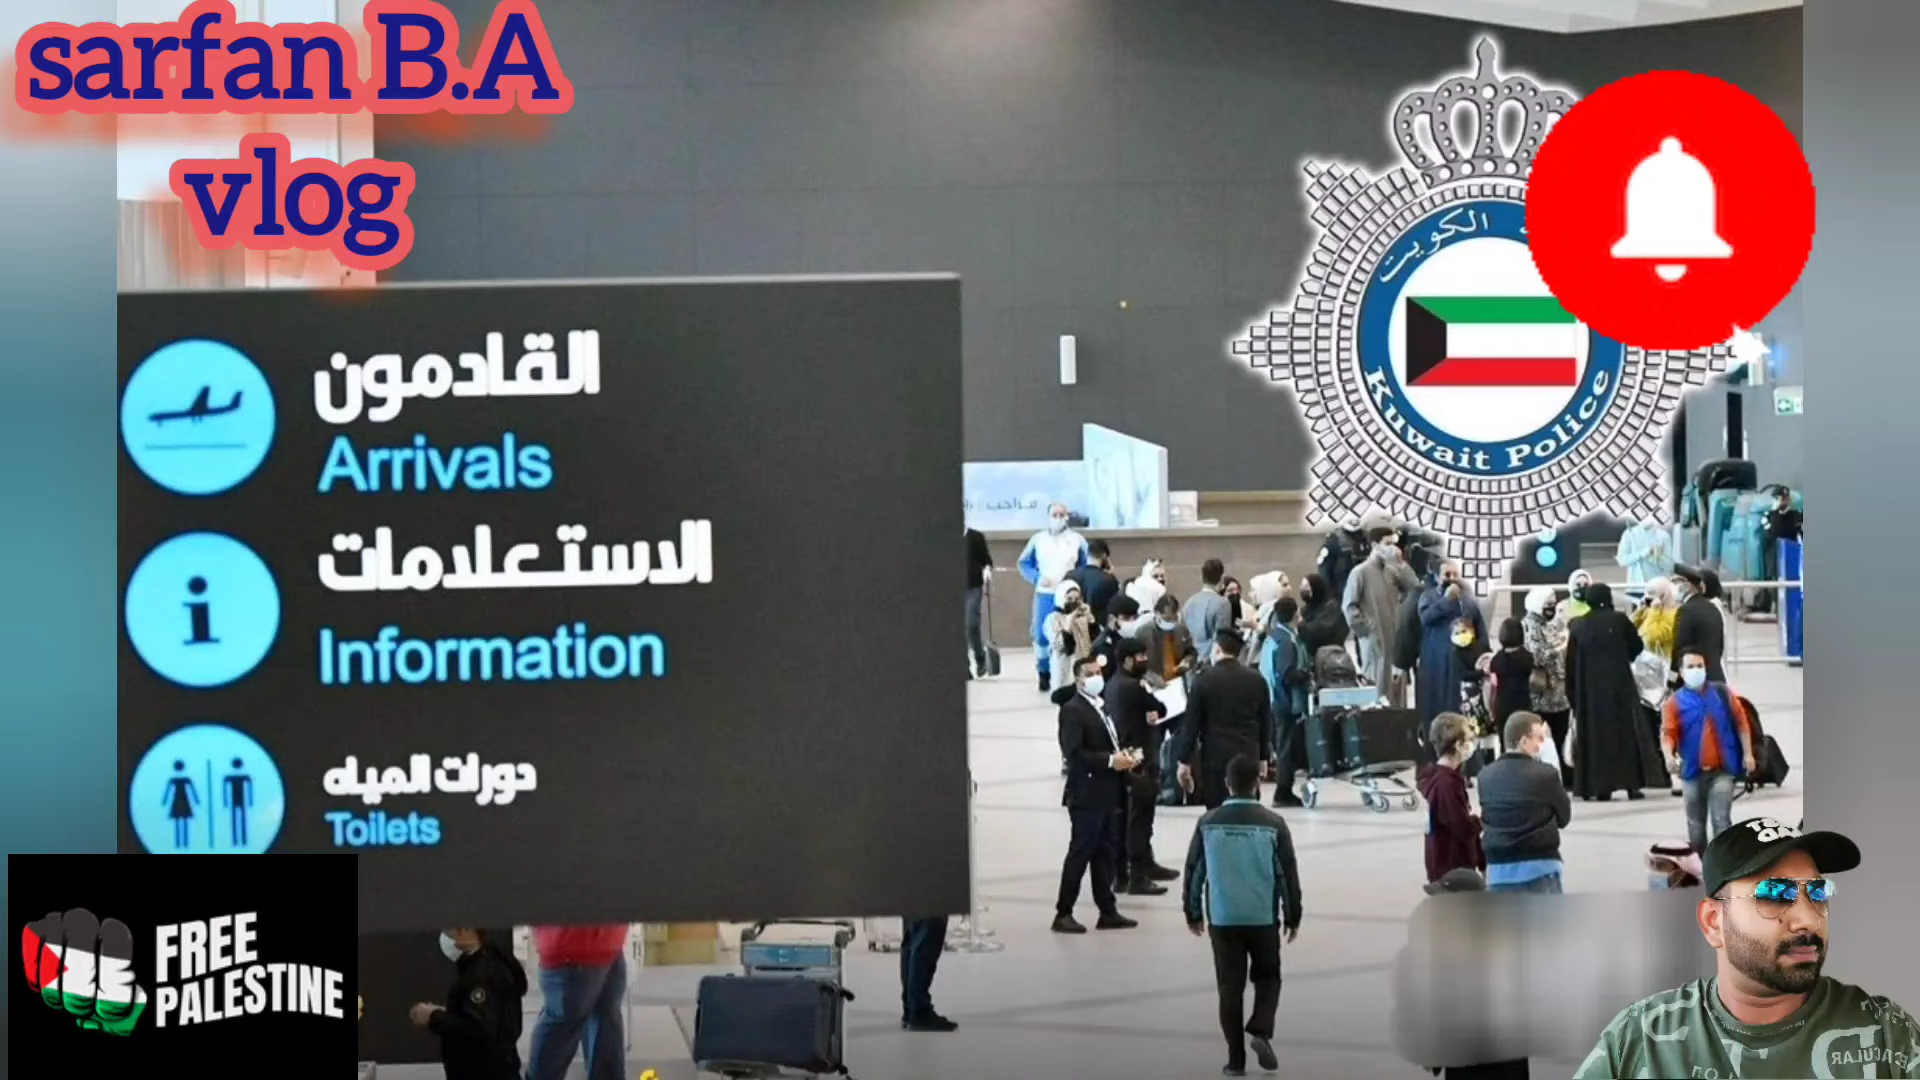 sarfan B.A
vlog
القادمون
Arrivals
الاستعلامات
Information
دورات المياه
Toilets
الكويت
Kuwait Police
FREE
PALESTINE